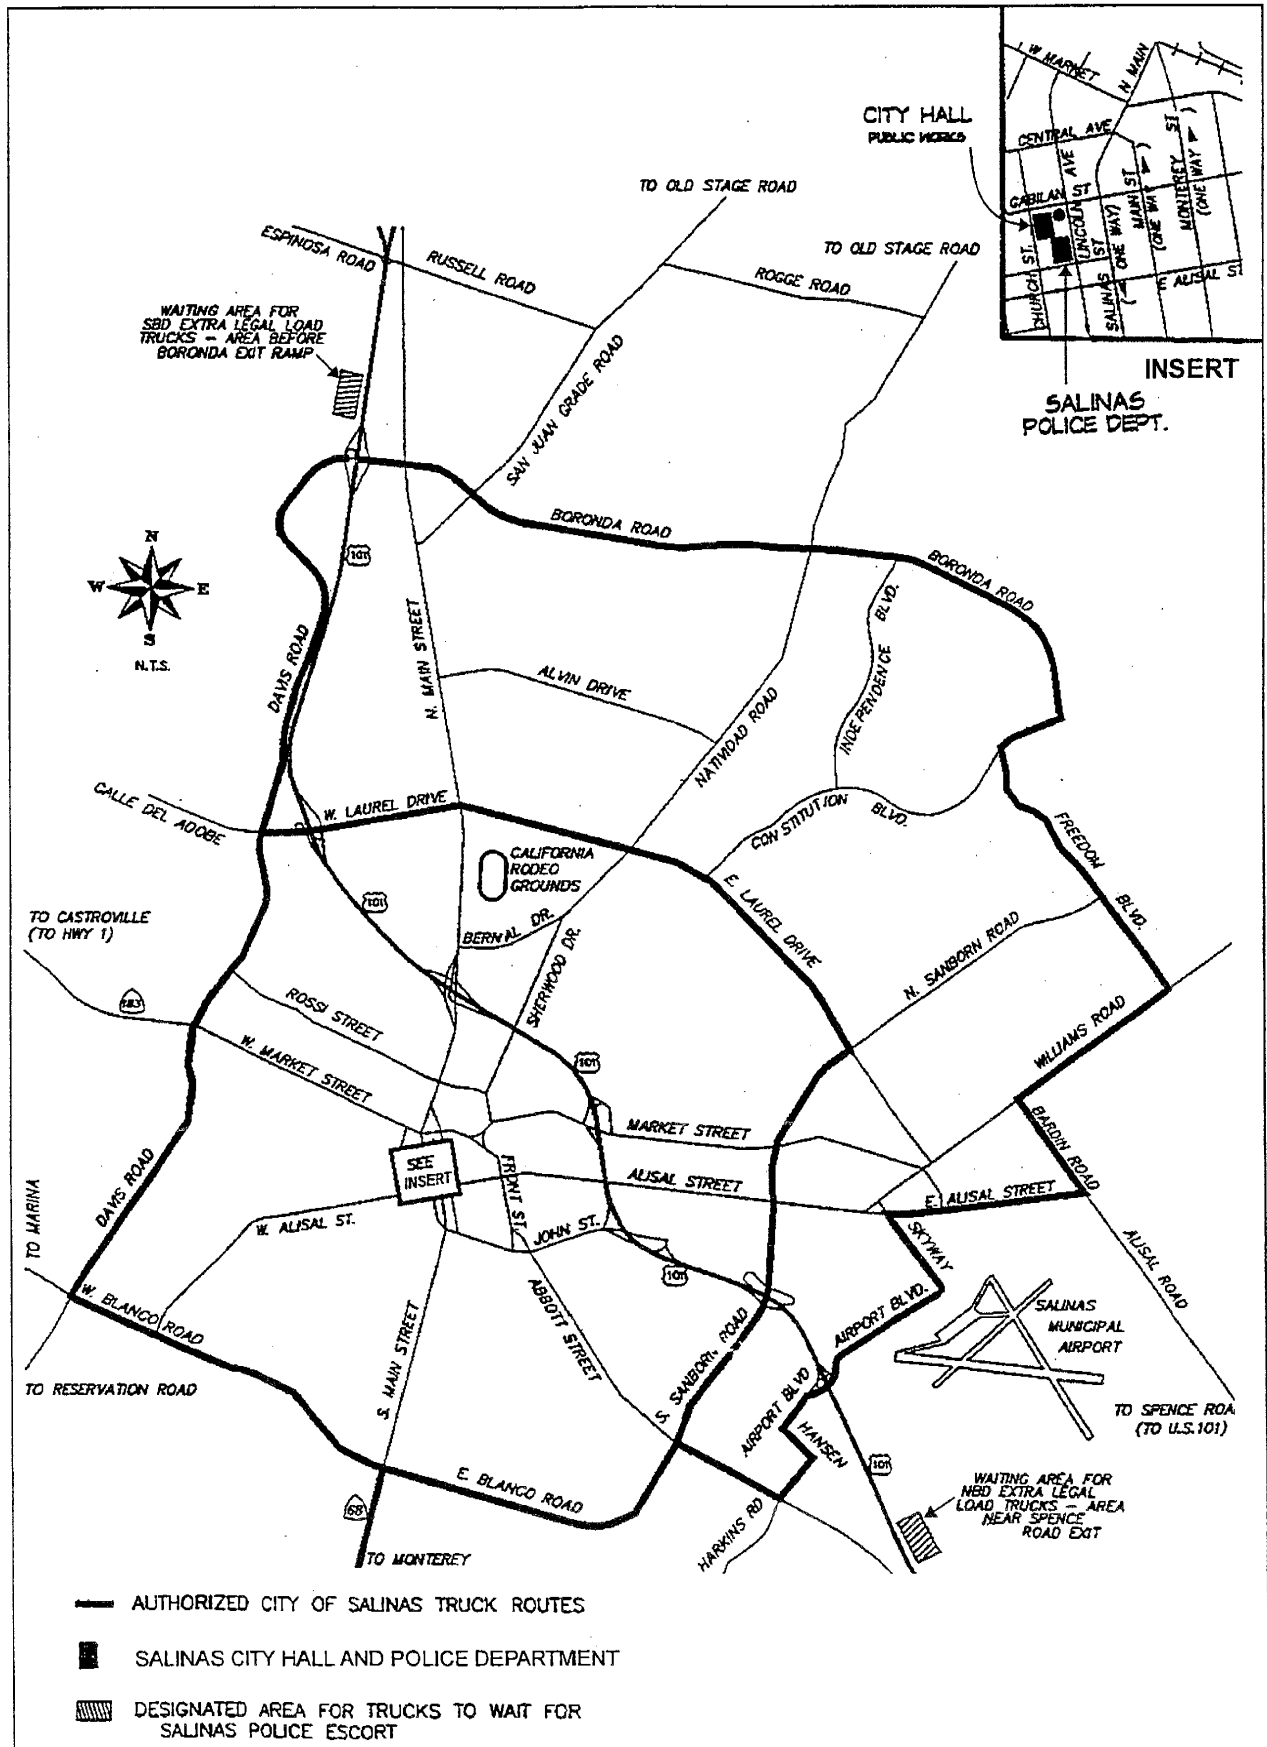 W MARKET
N MAIN
CITY HALL
PUBLIC WORKS
CENTRAL AVE
GABILAN ST
LINCOLN
AVE
SALINAS ST
(ONE WAY)
MAIN ST
(ONE WAY)
MONTEREY ST
(ONE WAY)
CHURCH ST.
E ALISAL ST
INSERT
SALINAS
POLICE DEPT.
TO OLD STAGE ROAD
TO OLD STAGE ROAD
ESPINOSA ROAD
RUSSELL ROAD
ROGGE ROAD
WAITING AREA FOR
SBD EXTRA LEGAL LOAD
TRUCKS - AREA BEFORE
BORONDA EXIT RAMP
SAN JUAN GRADE ROAD
BORONDA ROAD
BORONDA ROAD
101
N
W E
S
N.T.S.
DAVIS ROAD
N. MAIN STREET
ALVIN DRIVE
NATIVIDAD ROAD
INDEPENDENCE BLVD.
CALLE DEL ADOBE
W. LAUREL DRIVE
CONSTITUTION BLVD.
FREEDOM BLVD.
CALIFORNIA
RODEO
GROUNDS
E. LAUREL DRIVE
101
TO CASTROVILLE
(TO HWY 1)
183
BERNAL DR.
SHERWOOD DR.
N. SANBORN ROAD
ROSSI STREET
W. MARKET STREET
101
WILLIAMS ROAD
MARKET STREET
BARDIN ROAD
SEE
INSERT
FRONT ST.
ALISAL STREET
E. ALISAL STREET
TO MARINA
DAVIS ROAD
W. ALISAL ST.
JOHN ST.
SKYWAY
ALISAL ROAD
101
W. BLANCO ROAD
ABBOTT STREET
S. MAIN STREET
S. SANBORN ROAD
AIRPORT BLVD.
SALINAS
MUNICIPAL
AIRPORT
TO RESERVATION ROAD
AIRPORT BLVD
HANSEN
TO SPENCE ROA
(TO U.S.101)
101
E. BLANCO ROAD
WAITING AREA FOR
NBD EXTRA LEGAL
LOAD TRUCKS - AREA
NEAR SPENCE
ROAD EXIT
68
HARKINS RD
TO MONTEREY
AUTHORIZED CITY OF SALINAS TRUCK ROUTES
SALINAS CITY HALL AND POLICE DEPARTMENT
DESIGNATED AREA FOR TRUCKS TO WAIT FOR
SALINAS POLICE ESCORT